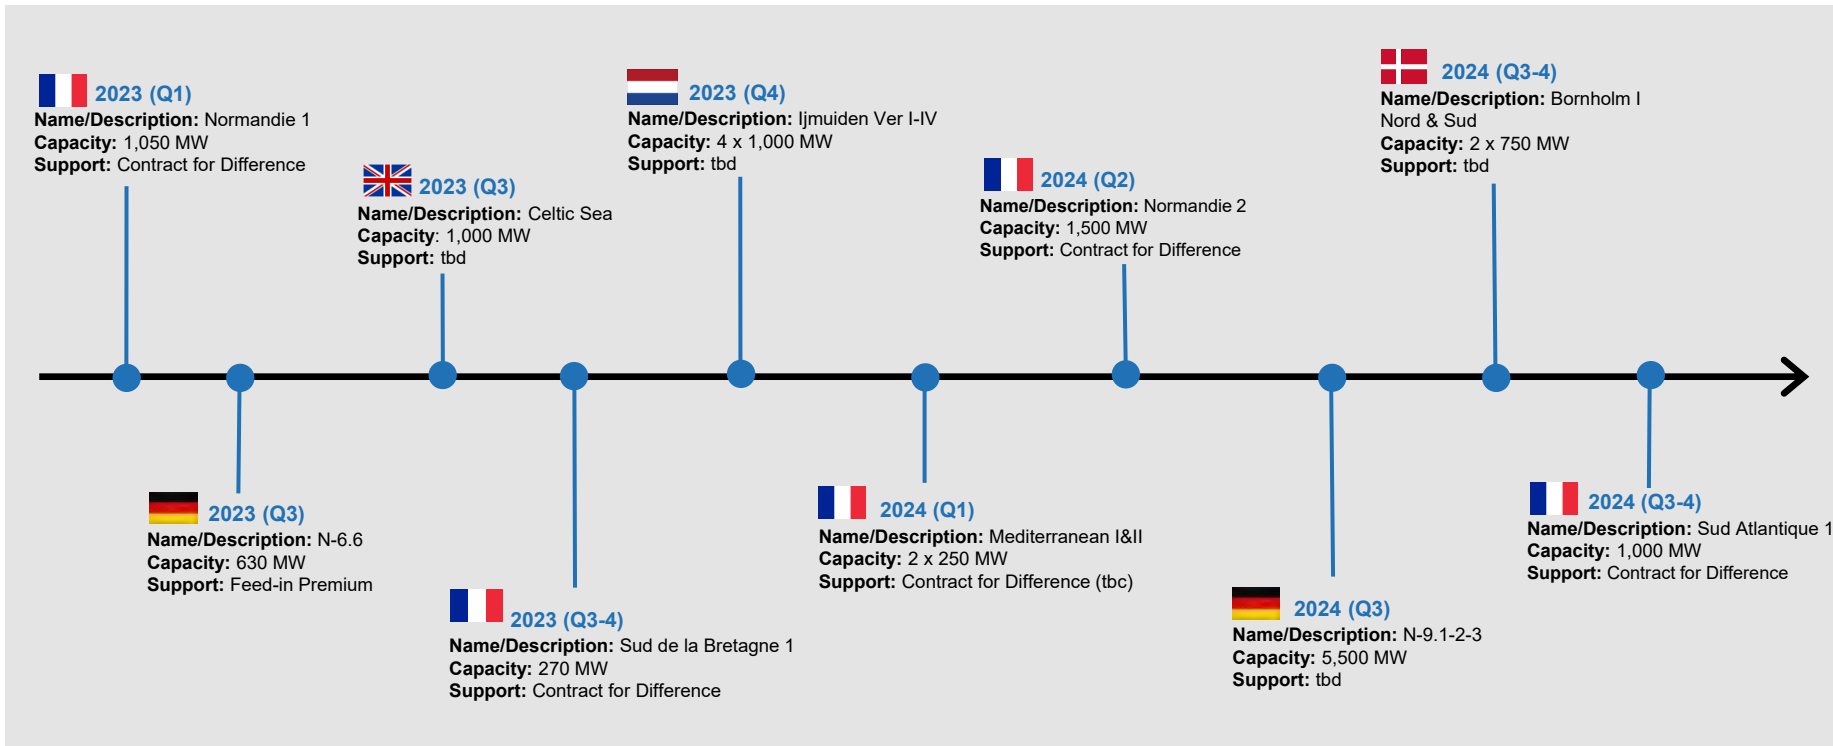 2023 (Q1)
Name/Description: Normandie 1
Capacity: 1,050 MW
Support: Contract for Difference
2023 (Q3)
Name/Description: N-6.6
Capacity: 630 MW
Support: Feed-in Premium
2023 (Q3)
Name/Description: Celtic Sea
Capacity: 1,000 MW
Support: tbd
2023 (Q3-4)
Name/Description: Sud de la Bretagne 1
Capacity: 270 MW
Support: Contract for Difference
2023 (Q4)
Name/Description: Ijmuiden Ver I-IV
Capacity: 4 x 1,000 MW
Support: tbd
2024 (Q1)
Name/Description: Mediterranean I&II
Capacity: 2 x 250 MW
Support: Contract for Difference (tbc)
2024 (Q2)
Name/Description: Normandie 2
Capacity: 1,500 MW
Support: Contract for Difference
2024 (Q3)
Name/Description: N-9.1-2-3
Capacity: 5,500 MW
Support: tbd
2024 (Q3-4)
Name/Description: Bornholm I
Nord & Sud
Capacity: 2 x 750 MW
Support: tbd
2024 (Q3-4)
Name/Description: Sud Atlantique 1
Capacity: 1,000 MW
Support: Contract for Difference